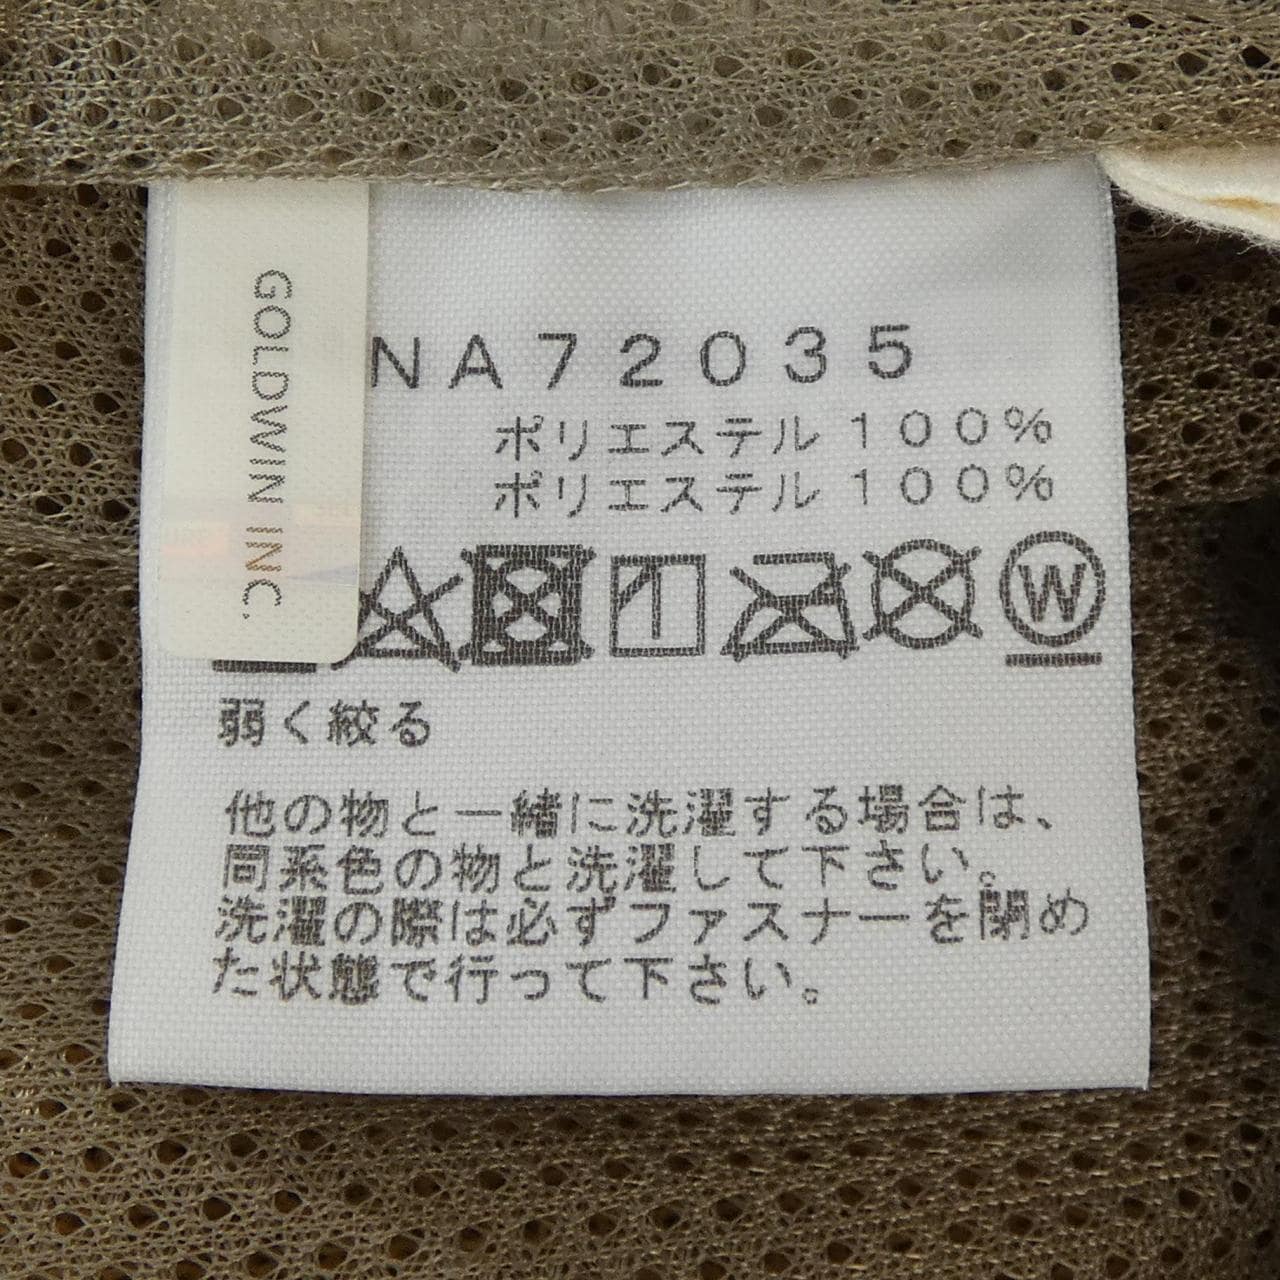 GOLDWIN INC.
NA72035
ポリエステル 100%
ポリエステル 100%
W
弱く絞る
他の物と一緒に洗濯する場合は、
同系色の物と洗濯して下さい。
洗濯の際は必ずファスナーを閉め
た状態で行って下さい。